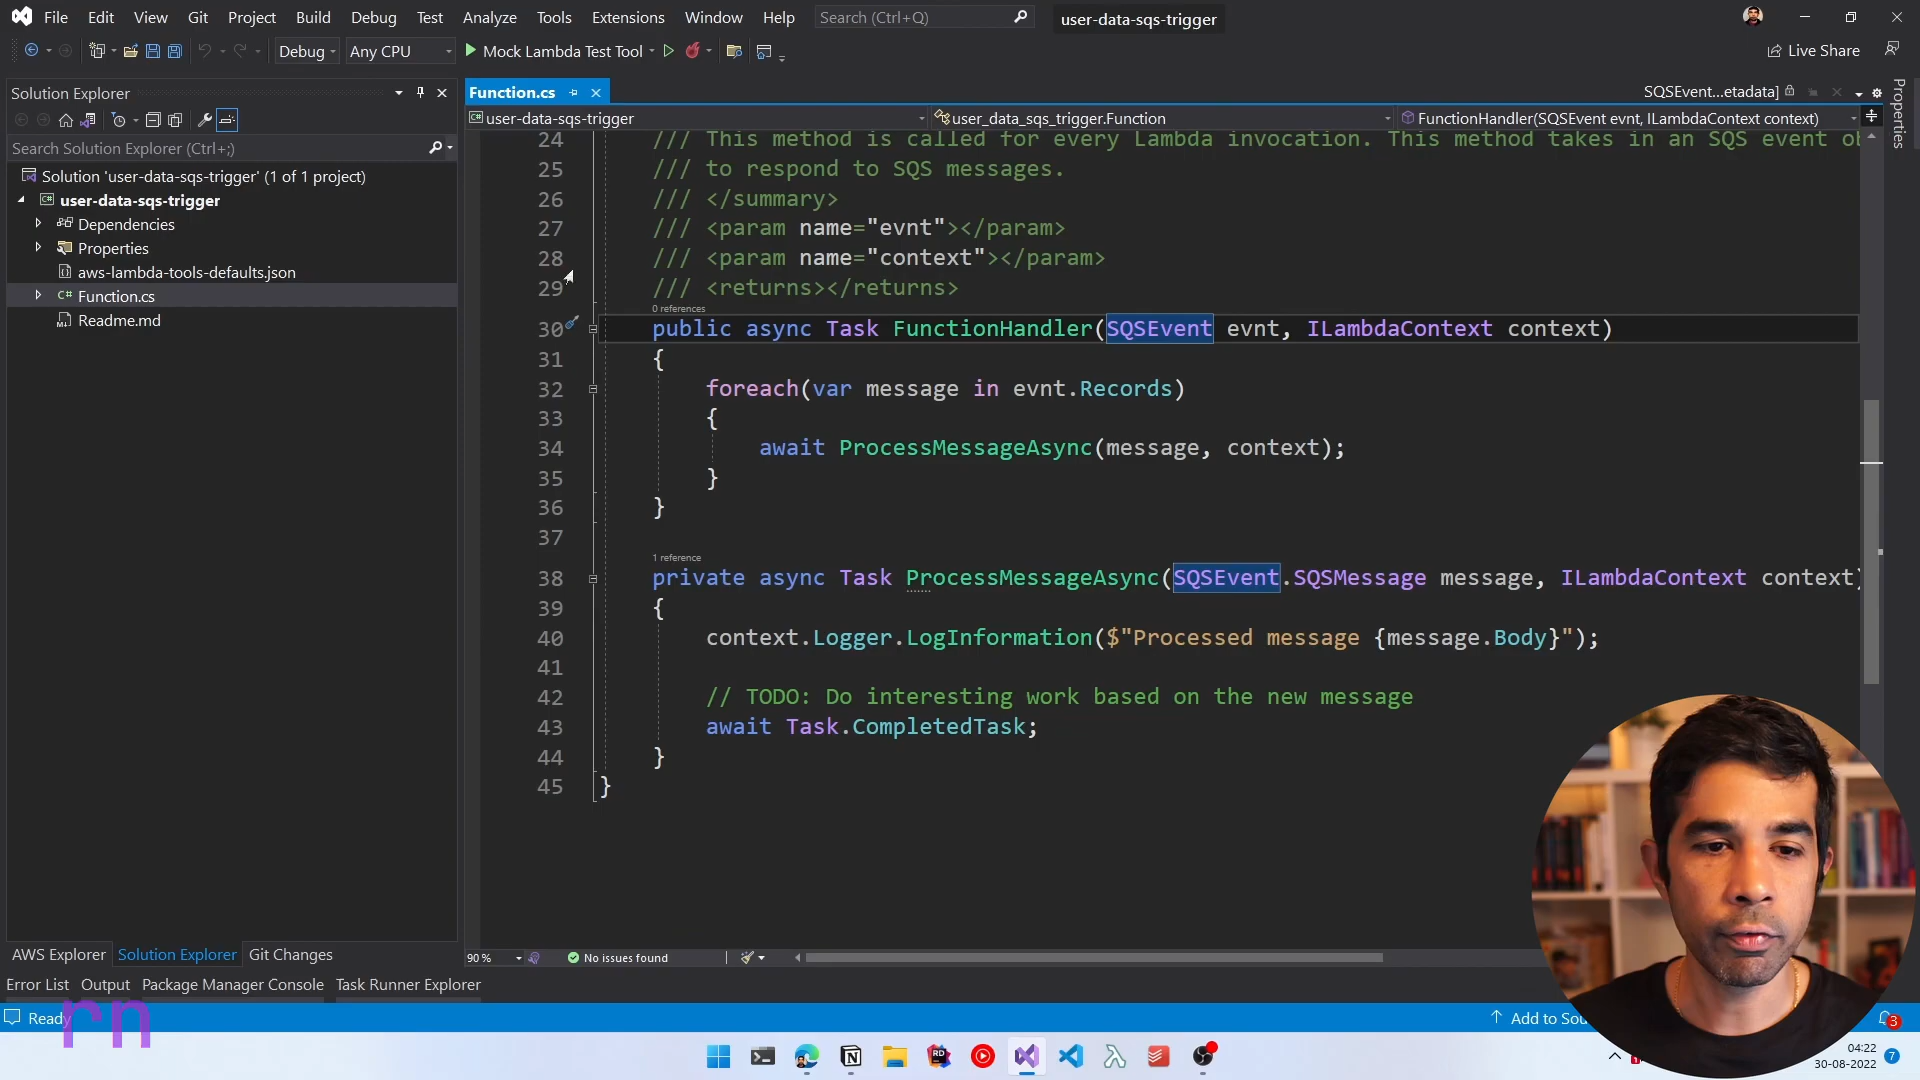 File Edit View Git Project Build Debug Test Analyze Tools Extensions Window Help Search (Ctrl+Q) user-data-sqs-trigger
Debug Any CPU Mock Lambda Test Tool Live Share
Solution Explorer
Search Solution Explorer (Ctrl+;)
Solution 'user-data-sqs-trigger' (1 of 1 project)
user-data-sqs-trigger
Dependencies
Properties
aws-lambda-tools-defaults.json
Function.cs
Readme.md
AWS Explorer Solution Explorer Git Changes
Function.cs SQSEvent...etadata]
user-data-sqs-trigger user_data_sqs_trigger.Function FunctionHandler(SQSEvent evnt, ILambdaContext context)
24 /// This method is called for every Lambda invocation. This method takes in an SQS event ob
25 /// to respond to SQS messages.
26 /// </summary>
27 /// <param name="evnt"></param>
28 /// <param name="context"></param>
29 /// <returns></returns>
0 references
30 public async Task FunctionHandler(SQSEvent evnt, ILambdaContext context)
31 {
32 foreach(var message in evnt.Records)
33 {
34 await ProcessMessageAsync(message, context);
35 }
36 }
37
1 reference
38 private async Task ProcessMessageAsync(SQSEvent.SQSMessage message, ILambdaContext context)
39 {
40 context.Logger.LogInformation($"Processed message {message.Body}");
41
42 // TODO: Do interesting work based on the new message
43 await Task.CompletedTask;
44 }
45 }
90 % No issues found
Properties
Error List Output Package Manager Console Task Runner Explorer
Ready Add to Sou 3
rn
RD
04:22
30-08-2022
7